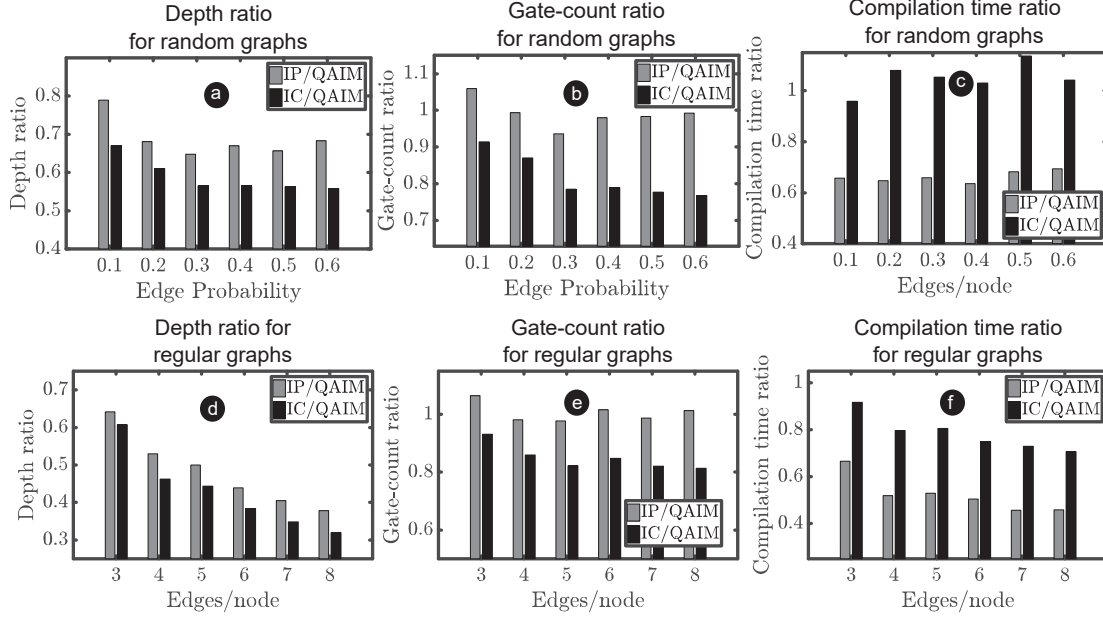 Depth ratio
for random graphs
IP/QAIM
IC/QAIM
a
0.8
0.7
0.6
0.5
0.4
Depth ratio
0.1 0.2 0.3 0.4 0.5 0.6
Edge Probability
Gate-count ratio
for random graphs
IP/QAIM
IC/QAIM
b
1.1
1
0.9
0.8
0.7
Gate-count ratio
0.1 0.2 0.3 0.4 0.5 0.6
Edge Probability
Compilation time ratio
for random graphs
c
1
0.8
0.6
0.4
Compilation time ratio
IP/QAIM
IC/QAIM
0.1 0.2 0.3 0.4 0.5 0.6
Edges/node
Depth ratio for
regular graphs
IP/QAIM
IC/QAIM
d
0.7
0.6
0.5
0.4
0.3
Depth ratio
3 4 5 6 7 8
Edges/node
Gate-count ratio
for regular graphs
e
1
0.8
0.6
Gate-count ratio
IP/QAIM
IC/QAIM
3 4 5 6 7 8
Edges/node
Compilation time ratio
for regular graphs
IP/QAIM
IC/QAIM
f
1
0.8
0.6
0.4
Compilation time ratio
3 4 5 6 7 8
Edges/node